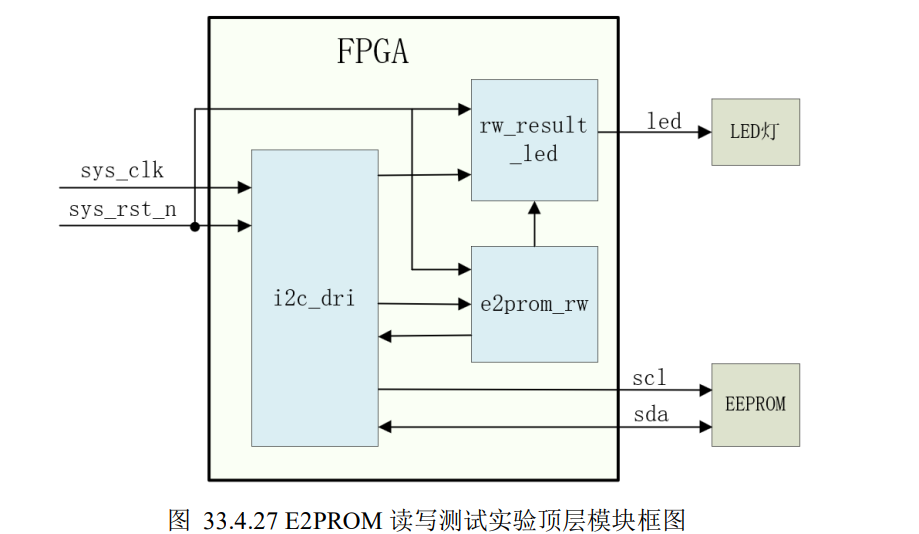 FPGA
sys_clk
sys_rst_n
i2c_dri
rw_result
_led
e2prom_rw
led
LED灯
scl
sda
EEPROM
图 33.4.27 E2PROM 读写测试实验顶层模块框图